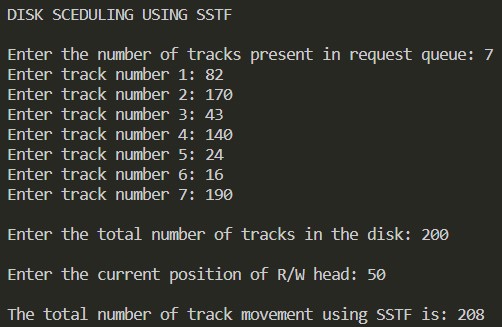 DISK SCEDULING USING SSTF
Enter the number of tracks present in request queue: 7
Enter track number 1: 82
Enter track number 2: 170
Enter track number 3: 43
Enter track number 4: 140
Enter track number 5: 24
Enter track number 6: 16
Enter track number 7: 190
Enter the total number of tracks in the disk: 200
Enter the current position of R/W head: 50
The total number of track movement using SSTF is: 208